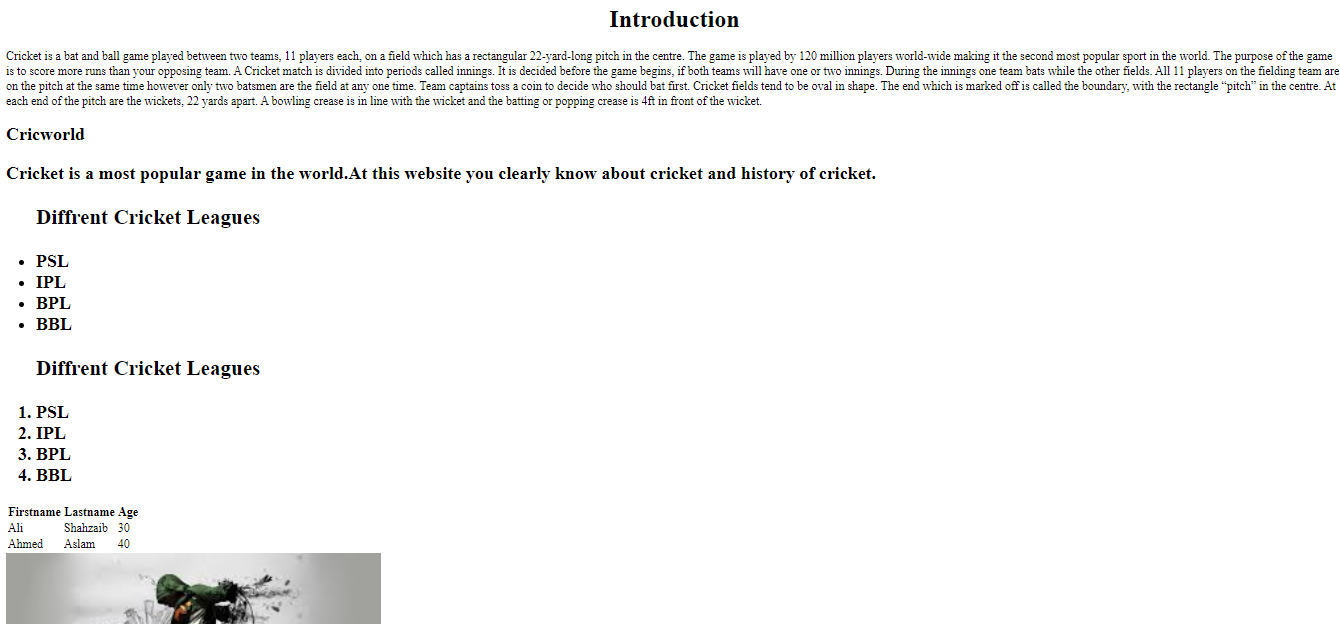 Introduction
Cricket is a bat and ball game played between two teams, 11 players each, on a field which has a rectangular 22-yard-long pitch in the centre. The game is played by 120 million players world-wide making it the second most popular sport in the world. The purpose of the game
is to score more runs than your opposing team. A Cricket match is divided into periods called innings. It is decided before the game begins, if both teams will have one or two innings. During the innings one team bats while the other fields. All 11 players on the fielding team are
on the pitch at the same time however only two batsmen are the field at any one time. Team captains toss a coin to decide who should bat first. Cricket fields tend to be oval in shape. The end which is marked off is called the boundary, with the rectangle “pitch” in the centre. At
each end of the pitch are the wickets, 22 yards apart. A bowling crease is in line with the wicket and the batting or popping crease is 4ft in front of the wicket.
Cricworld
Cricket is a most popular game in the world.At this website you clearly know about cricket and history of cricket.
Diffrent Cricket Leagues
• PSL
• IPL
• BPL
• BBL
Diffrent Cricket Leagues
1. PSL
2. IPL
3. BPL
4. BBL
Firstname Lastname Age
Ali Shahzaib 30
Ahmed Aslam 40